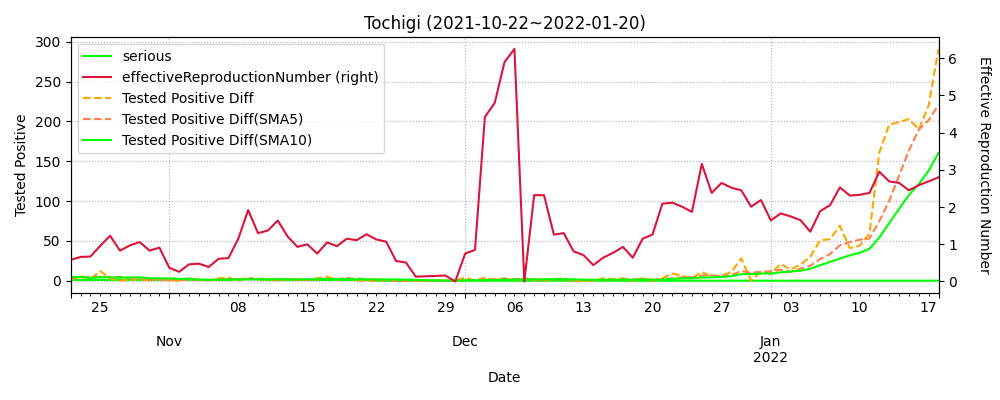 Tochigi (2021-10-22~2022-01-20)
300
250
200
150
100
50
0
Tested Positive
serious
effectiveReproductionNumber (right)
Tested Positive Diff
Tested Positive Diff(SMA5)
Tested Positive Diff(SMA10)
6
5
4
3
2
1
0
Effective Reproduction Number
25 08 15 22 29 06 13 20 27 03 10 17
Nov Dec Jan
2022
Date